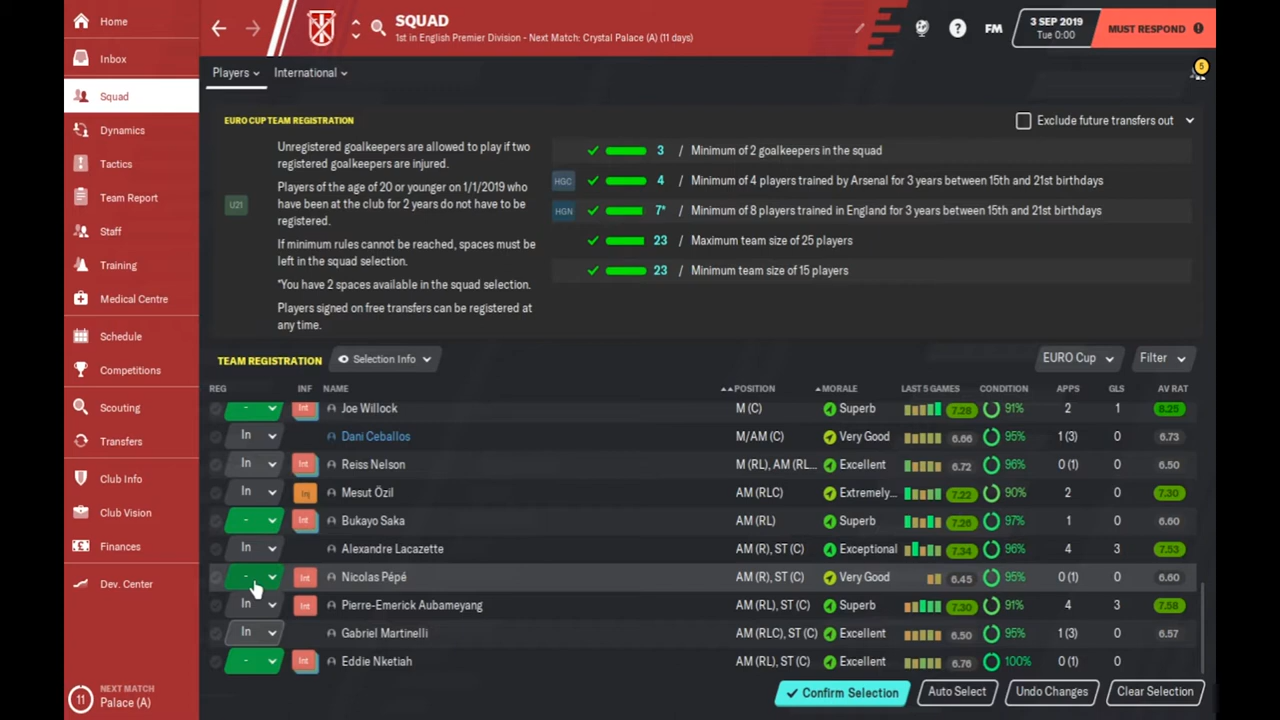 Home
Inbox
Squad
Dynamics
Tactics
Team Report
Staff
Training
Medical Centre
Schedule
Competitions
Scouting
Transfers
Club Info
Club Vision
Finances
Dev. Center
11
NEXT MATCH
Palace (A)
SQUAD
1st in English Premier Division - Next Match: Crystal Palace (A) (11 days)
? FM
3 SEP 2019
Tue 0:00
MUST RESPOND
Players International
5
EURO CUP TEAM REGISTRATION
Exclude future transfers out
Unregistered goalkeepers are allowed to play if two
registered goalkeepers are injured.
U21
Players of the age of 20 or younger on 1/1/2019 who
have been at the club for 2 years do not have to be
registered.
If minimum rules cannot be reached, spaces must be
left in the squad selection.
*You have 2 spaces available in the squad selection.
Players signed on free transfers can be registered at
any time.
3 / Minimum of 2 goalkeepers in the squad
HGC 4 / Minimum of 4 players trained by Arsenal for 3 years between 15th and 21st birthdays
HGN 7* / Minimum of 8 players trained in England for 3 years between 15th and 21st birthdays
23 / Maximum team size of 25 players
23 / Minimum team size of 15 players
TEAM REGISTRATION Selection Info EURO Cup Filter
REG INF NAME POSITION MORALE LAST 5 GAMES CONDITION APPS GLS AV RAT
- Int Joe Willock M (C) Superb 7.28 91% 2 1 8.25
In Dani Ceballos M/AM (C) Very Good 6.66 95% 1 (3) 0 6.73
In Int Reiss Nelson M (RL), AM (RL... Excellent 6.72 96% 0 (1) 0 6.50
In Inj Mesut Özil AM (RLC) Extremely... 7.22 90% 2 0 7.30
- Int Bukayo Saka AM (RL) Superb 7.26 97% 1 0 6.60
In Alexandre Lacazette AM (R), ST (C) Exceptional 7.34 96% 4 3 7.53
- Int Nicolas Pépé AM (R), ST (C) Very Good 6.45 95% 0 (1) 0 6.60
In Int Pierre-Emerick Aubameyang AM (RL), ST (C) Superb 7.30 91% 4 3 7.58
In Gabriel Martinelli AM (RLC), ST (C) Excellent 6.50 95% 1 (3) 0 6.57
- Int Eddie Nketiah AM (RL), ST (C) Excellent 6.76 100% 0 (1) 0
Confirm Selection Auto Select Undo Changes Clear Selection